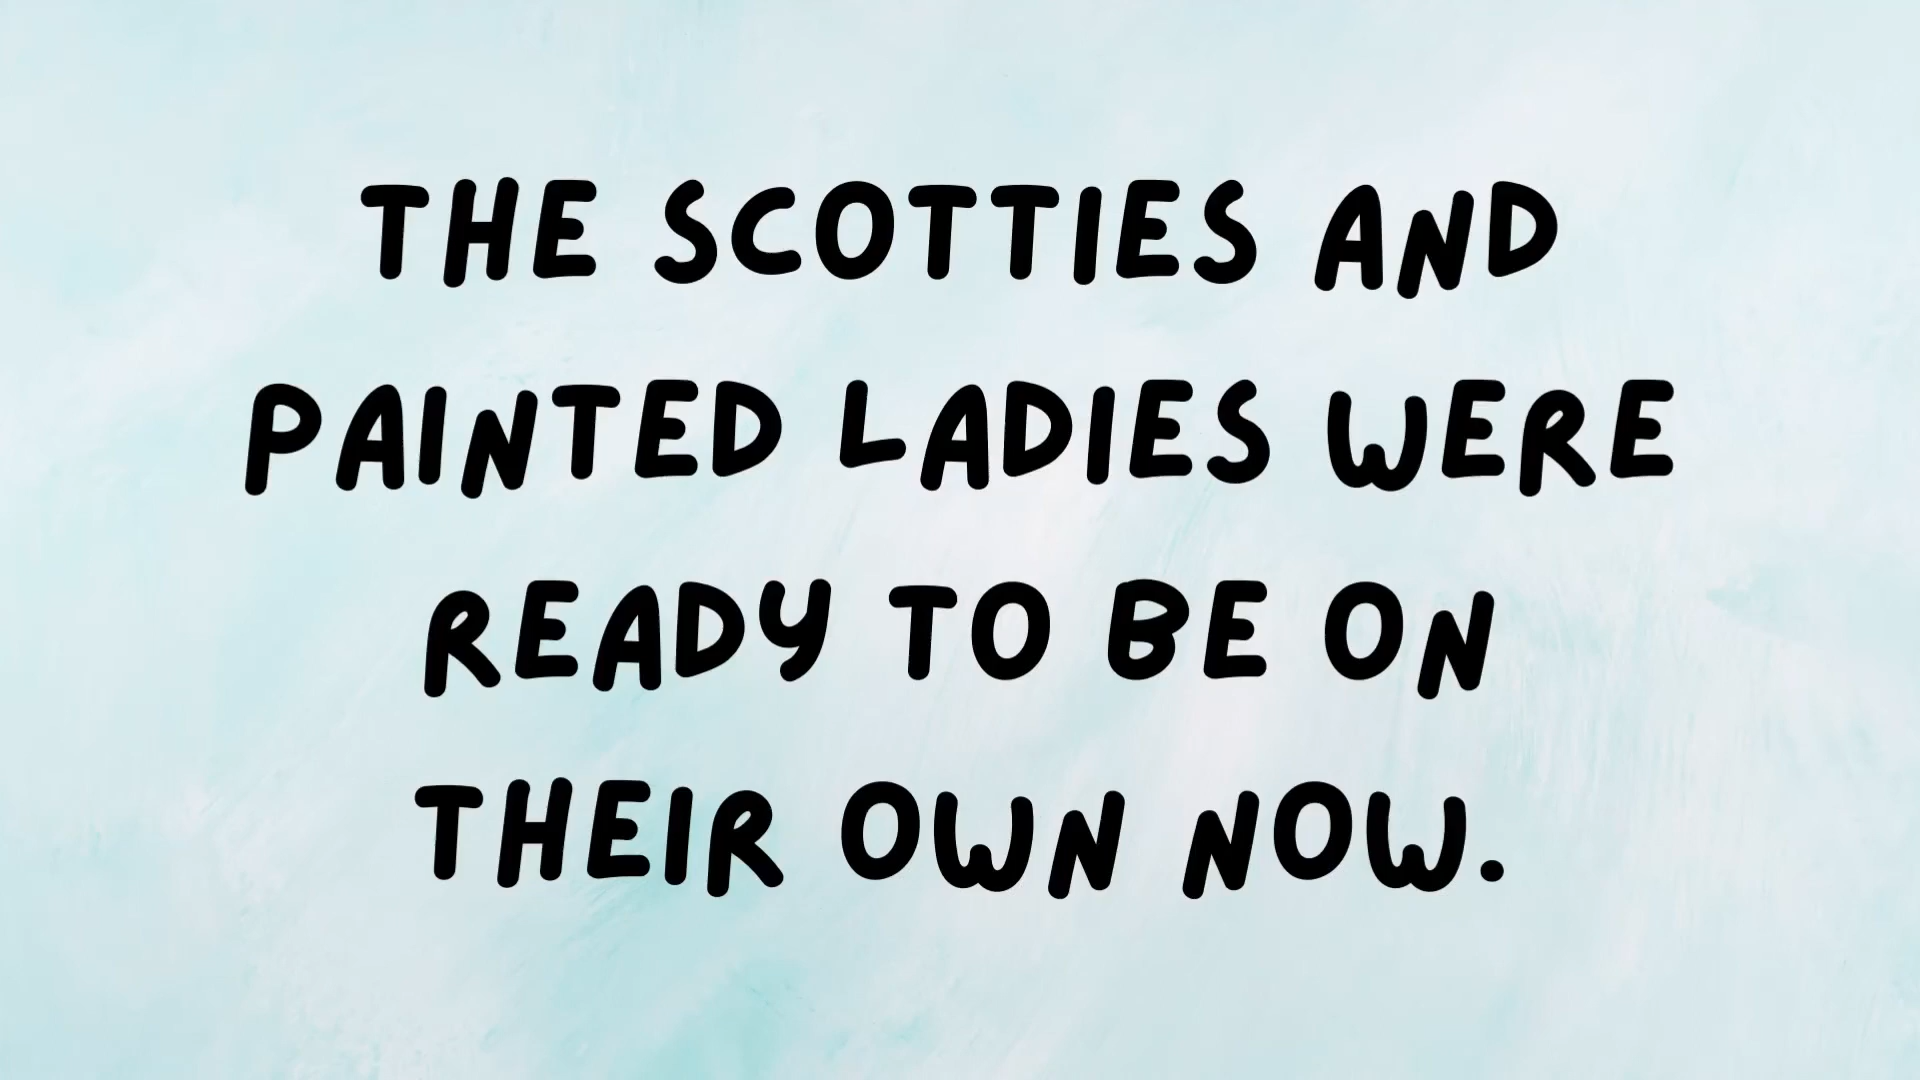 THE SCOTTIES AND
PAINTED LADIES WERE
READY TO BE ON
THEIR OWN NOW.